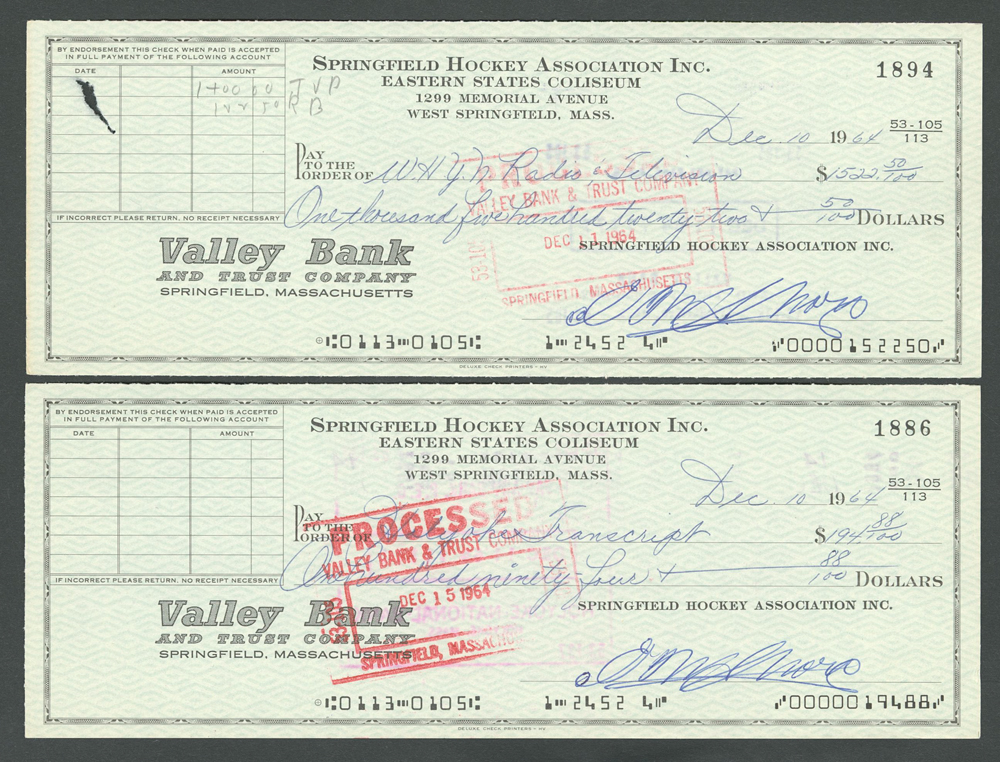 BY ENDORSEMENT THIS CHECK WHEN PAID IS ACCEPTED
IN FULL PAYMENT OF THE FOLLOWING ACCOUNT
DATE AMOUNT
1400 00 T V P
122 50 R B
IF INCORRECT PLEASE RETURN. NO RECEIPT NECESSARY
SPRINGFIELD HOCKEY ASSOCIATION INC.
EASTERN STATES COLISEUM
1299 MEMORIAL AVENUE
WEST SPRINGFIELD, MASS.
1894
Dec. 10 1964
53-105
113
PAY
TO THE
ORDER OF WHYN Radio & Television $1522.50/100
One thousand five hundred twenty-two & 50/100 DOLLARS
SPRINGFIELD HOCKEY ASSOCIATION INC.
VALLEY BANK & TRUST COMPANY
DEC 11 1964
SPRINGFIELD, MASSACHUSETTS
Valley Bank
AND TRUST COMPANY
SPRINGFIELD, MASSACHUSETTS
⑆0113⑉0105⑆ 1⑉2452 4⑈ ⑇0000152250⑇
DELUXE CHECK PRINTERS - NY
BY ENDORSEMENT THIS CHECK WHEN PAID IS ACCEPTED
IN FULL PAYMENT OF THE FOLLOWING ACCOUNT
DATE AMOUNT
IF INCORRECT PLEASE RETURN. NO RECEIPT NECESSARY
SPRINGFIELD HOCKEY ASSOCIATION INC.
EASTERN STATES COLISEUM
1299 MEMORIAL AVENUE
WEST SPRINGFIELD, MASS.
1886
Dec. 10 1964
53-105
113
PAY
TO THE
ORDER OF Holyoke Transcript $194 88/100
One hundred ninety four & 88/100 DOLLARS
SPRINGFIELD HOCKEY ASSOCIATION INC.
PROCESSED
VALLEY BANK & TRUST COMPANY
DEC 15 1964
SPRINGFIELD, MASSACHU
Valley Bank
AND TRUST COMPANY
SPRINGFIELD, MASSACHUSETTS
⑆0113⑉0105⑆ 1⑉2452 4⑈ ⑇0000019488⑇
DELUXE CHECK PRINTERS - NY